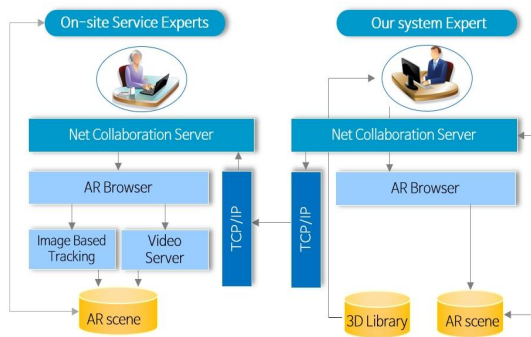 On-site Service Experts
Our system Expert
Net Collaboration Server
Net Collaboration Server
AR Browser
TCP/IP
TCP/IP
AR Browser
Image Based
Tracking
Video
Server
AR scene
3D Library
AR scene